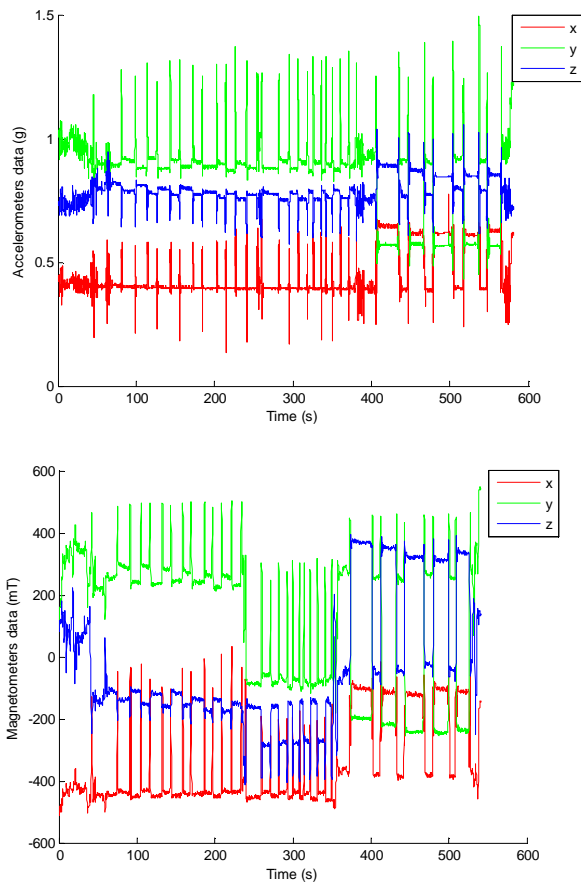 1.5
x
y
z
1
0.5
0
Accelerometers data (g)
0 100 200 300 400 500 600
Time (s)
600
x
y
z
400
200
0
-200
-400
-600
Magnetometers data (mT)
0 100 200 300 400 500 600
Time (s)